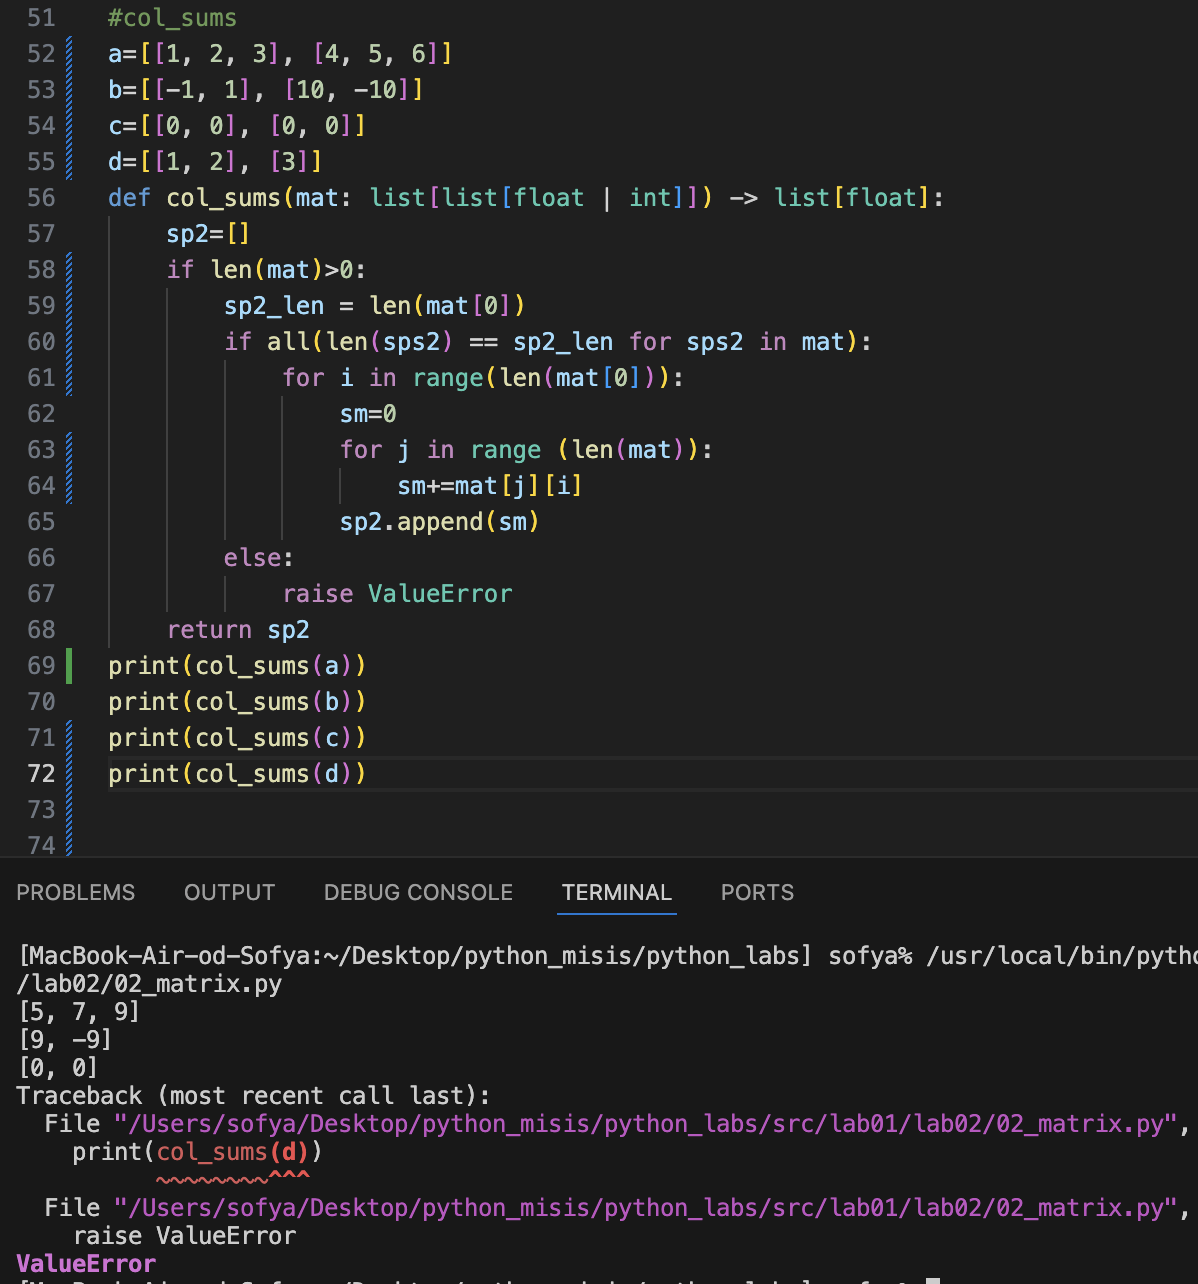 51 #col_sums
52 a=[[1, 2, 3], [4, 5, 6]]
53 b=[[-1, 1], [10, -10]]
54 c=[[0, 0], [0, 0]]
55 d=[[1, 2], [3]]
56 def col_sums(mat: list[list[float | int]]) -> list[float]:
57 sp2=[]
58 if len(mat)>0:
59 sp2_len = len(mat[0])
60 if all(len(sps2) == sp2_len for sps2 in mat):
61 for i in range(len(mat[0])):
62 sm=0
63 for j in range (len(mat)):
64 sm+=mat[j][i]
65 sp2.append(sm)
66 else:
67 raise ValueError
68 return sp2
69 print(col_sums(a))
70 print(col_sums(b))
71 print(col_sums(c))
72 print(col_sums(d))
73
74
PROBLEMS OUTPUT DEBUG CONSOLE TERMINAL PORTS
[MacBook-Air-od-Sofya:~/Desktop/python_misis/python_labs] sofya% /usr/local/bin/pytho
/lab02/02_matrix.py
[5, 7, 9]
[9, -9]
[0, 0]
Traceback (most recent call last):
File "/Users/sofya/Desktop/python_misis/python_labs/src/lab01/lab02/02_matrix.py",
print(col_sums(d))
~~~~~~~~^^^
File "/Users/sofya/Desktop/python_misis/python_labs/src/lab01/lab02/02_matrix.py",
raise ValueError
ValueError